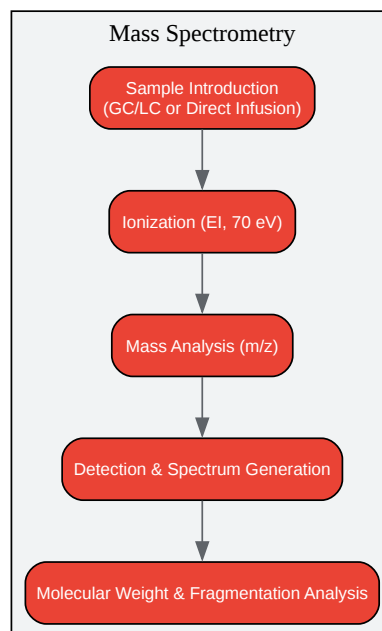 Mass Spectrometry
Sample Introduction
(GC/LC or Direct Infusion)
Ionization (EI, 70 eV)
Mass Analysis (m/z)
Detection & Spectrum Generation
Molecular Weight & Fragmentation Analysis